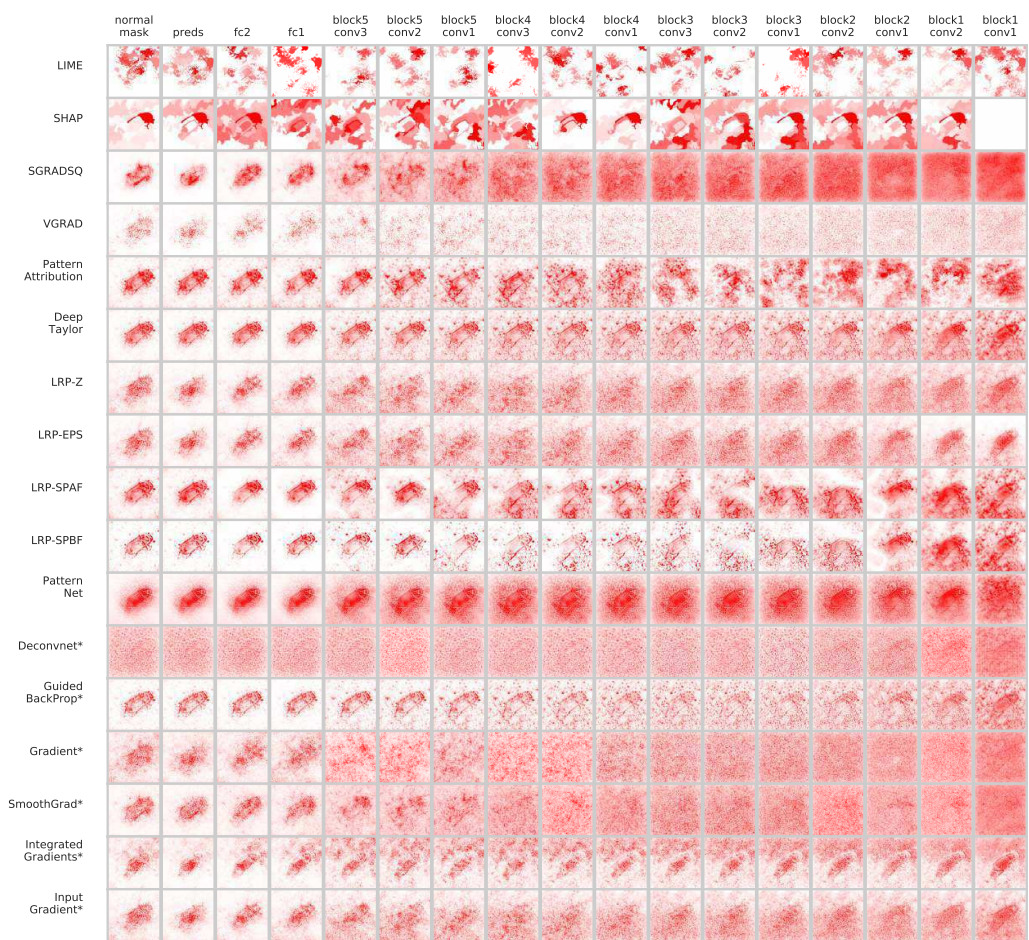 normal mask
preds
fc2
fc1
block5 conv3
block5 conv2
block5 conv1
block4 conv3
block4 conv2
block4 conv1
block3 conv3
block3 conv2
block3 conv1
block2 conv2
block2 conv1
block1 conv2
block1 conv1
LIME
SHAP
SGRADSQ
VGRAD
Pattern
Attribution
Deep
Taylor
LRP-Z
LRP-EPS
LRP-SPAF
LRP-SPBF
Pattern
Net
Deconvnet*
Guided
BackProp*
Gradient*
SmoothGrad*
Integrated
Gradients*
Input
Gradient*